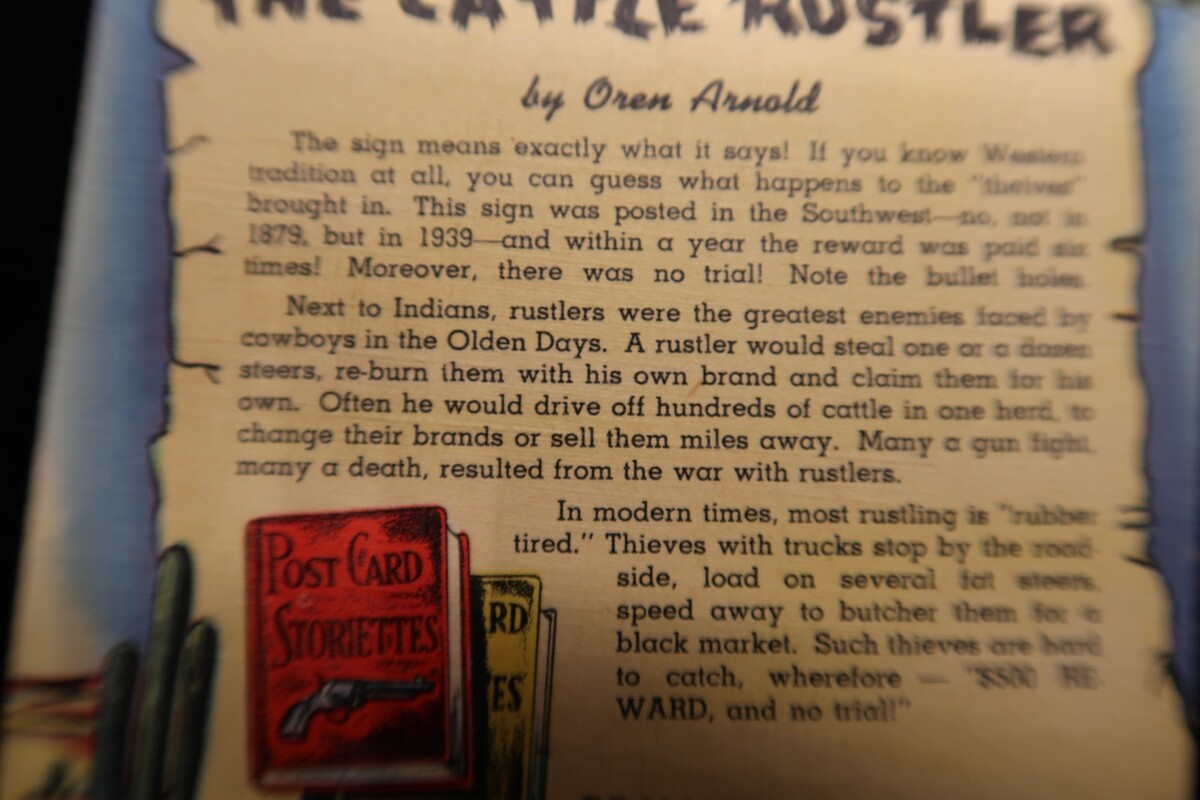 THE CATTLE RUSTLER
by Oren Arnold
The sign means exactly what it says! If you know Western
tradition at all, you can guess what happens to the "theives"
brought in. This sign was posted in the Southwest—no, not in
1879, but in 1939—and within a year the reward was paid six
times! Moreover, there was no trial! Note the bullet holes.
Next to Indians, rustlers were the greatest enemies faced by
cowboys in the Olden Days. A rustler would steal one or a dozen
steers, re-burn them with his own brand and claim them for his
own. Often he would drive off hundreds of cattle in one herd, to
change their brands or sell them miles away. Many a gun fight,
many a death, resulted from the war with rustlers.
In modern times, most rustling is "rubber
tired." Thieves with trucks stop by the road-
side, load on several fat steers,
speed away to butcher them for a
black market. Such thieves are hard
to catch, wherefore — "$500 RE-
WARD, and no trial!"
POST CARD
STORIETTES
RD
ES